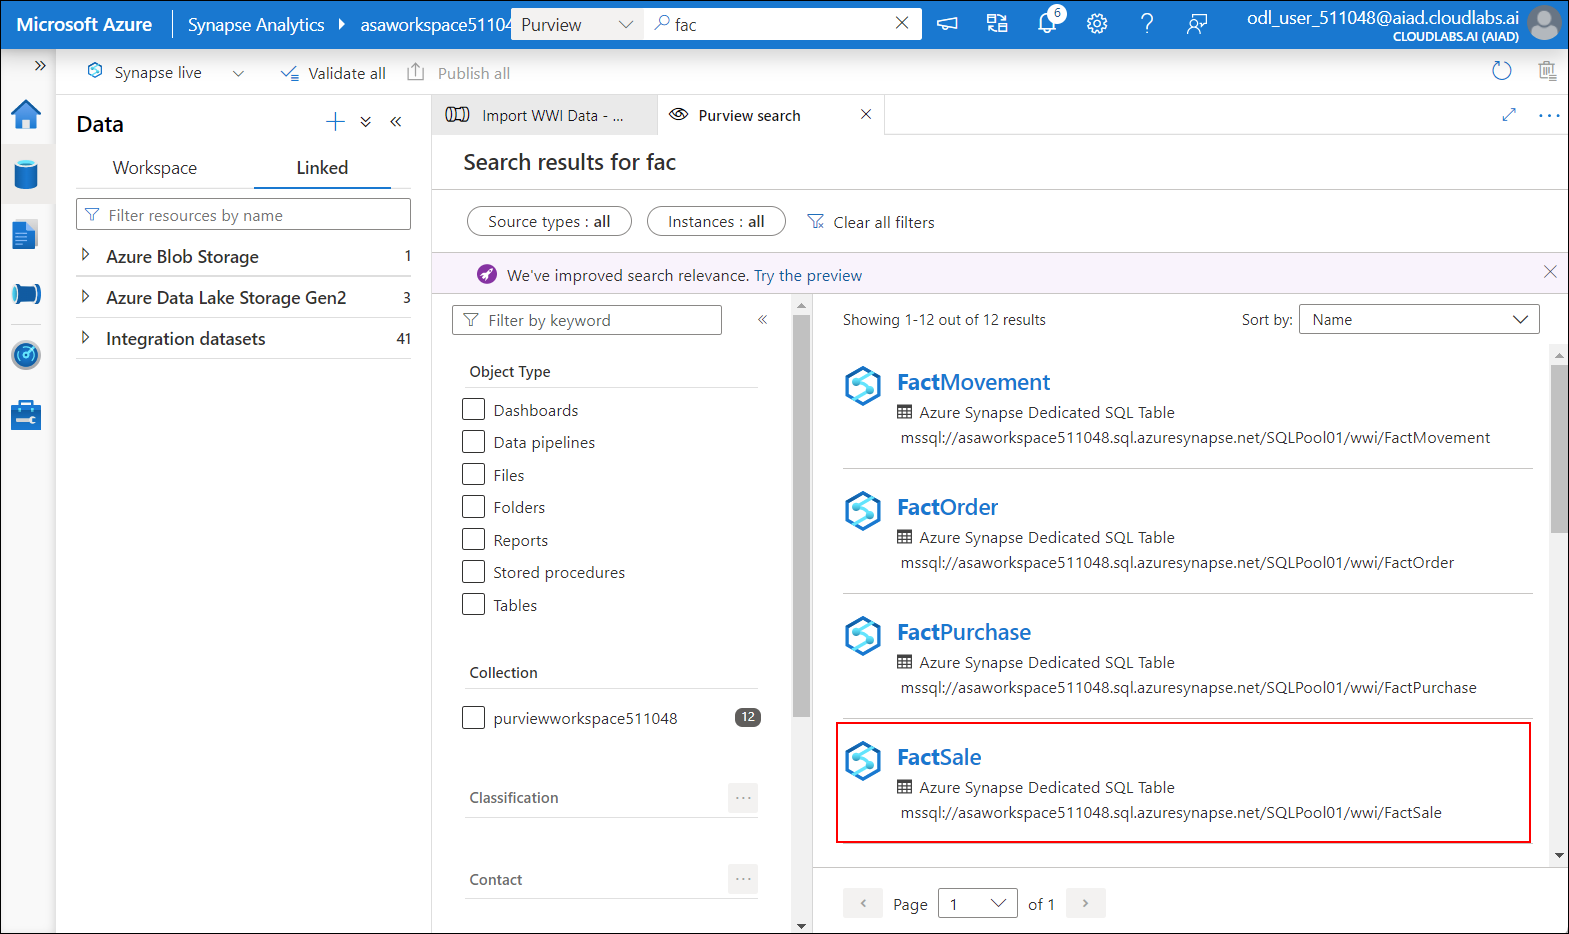 Microsoft Azure
Synapse Analytics
asaworkspace51104
Purview
fac
6
odl_user_511048@aiad.cloudlabs.ai
CLOUDLABS.AI (AIAD)
Synapse live
Validate all
Publish all
Data
Workspace
Linked
Filter resources by name
Azure Blob Storage 1
Azure Data Lake Storage Gen2 3
Integration datasets 41
Import WWI Data - ...
Purview search
Search results for fac
Source types : all
Instances : all
Clear all filters
We've improved search relevance. Try the preview
Filter by keyword
Object Type
Dashboards
Data pipelines
Files
Folders
Reports
Stored procedures
Tables
Collection
purviewworkspace511048 12
Classification
Contact
Showing 1-12 out of 12 results
Sort by: Name
FactMovement
Azure Synapse Dedicated SQL Table
mssql://asaworkspace511048.sql.azuresynapse.net/SQLPool01/wwi/FactMovement
FactOrder
Azure Synapse Dedicated SQL Table
mssql://asaworkspace511048.sql.azuresynapse.net/SQLPool01/wwi/FactOrder
FactPurchase
Azure Synapse Dedicated SQL Table
mssql://asaworkspace511048.sql.azuresynapse.net/SQLPool01/wwi/FactPurchase
FactSale
Azure Synapse Dedicated SQL Table
mssql://asaworkspace511048.sql.azuresynapse.net/SQLPool01/wwi/FactSale
Page 1 of 1